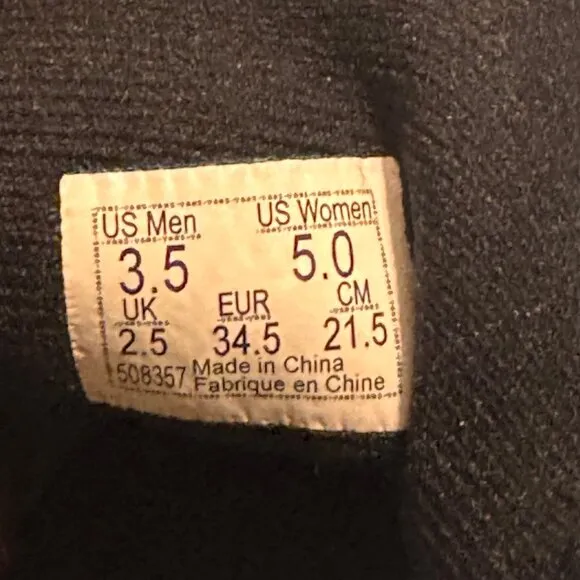 US Men US Women
3.5 5.0
UK EUR CM
2.5 34.5 21.5
508357 Made in China
Fabrique en Chine